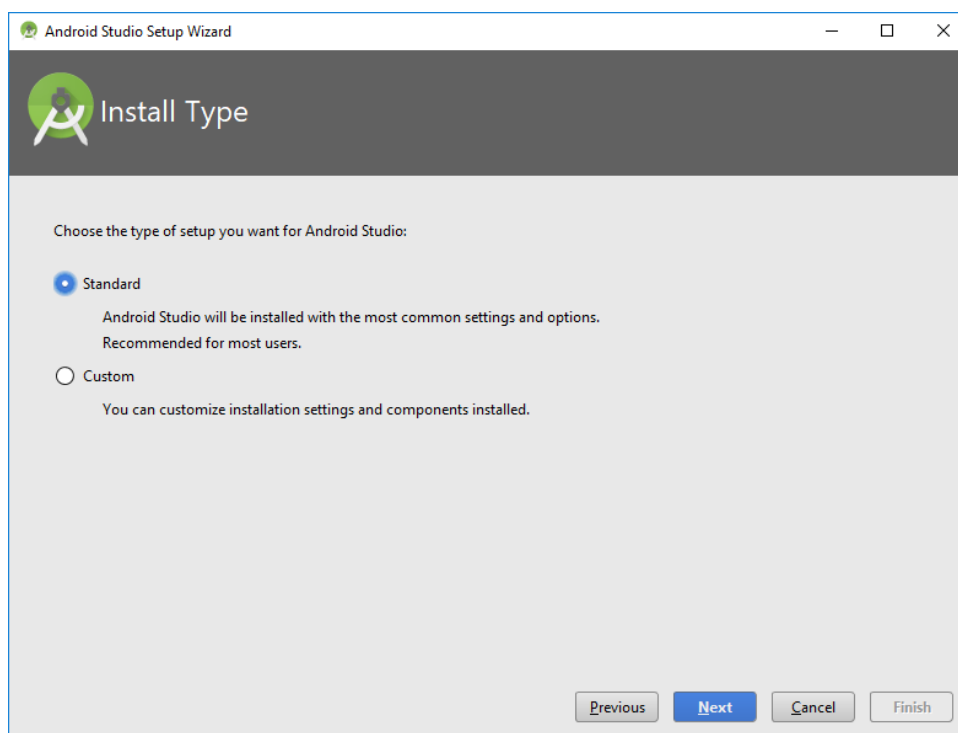 Android Studio Setup Wizard
Install Type
Choose the type of setup you want for Android Studio:
Standard
Android Studio will be installed with the most common settings and options.
Recommended for most users.
Custom
You can customize installation settings and components installed.
Previous
Next
Cancel
Finish